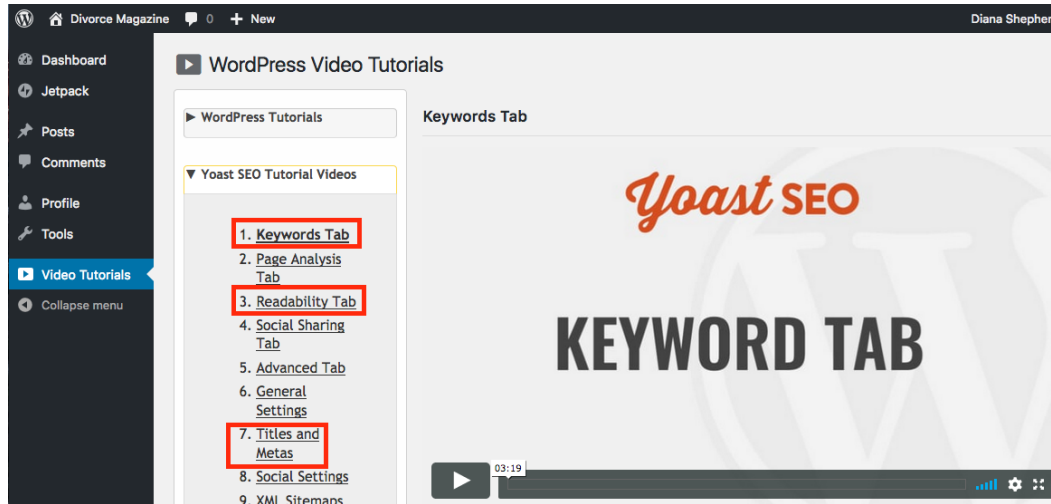 Divorce Magazine 0 + New Diana Shepher
Dashboard
Jetpack
Posts
Comments
Profile
Tools
Video Tutorials
Collapse menu
WordPress Video Tutorials
WordPress Tutorials
Yoast SEO Tutorial Videos
1. Keywords Tab
2. Page Analysis
Tab
3. Readability Tab
4. Social Sharing
Tab
5. Advanced Tab
6. General
Settings
7. Titles and
Metas
8. Social Settings
9. XML Sitemaps
Keywords Tab
Yoast SEO
KEYWORD TAB
03:19